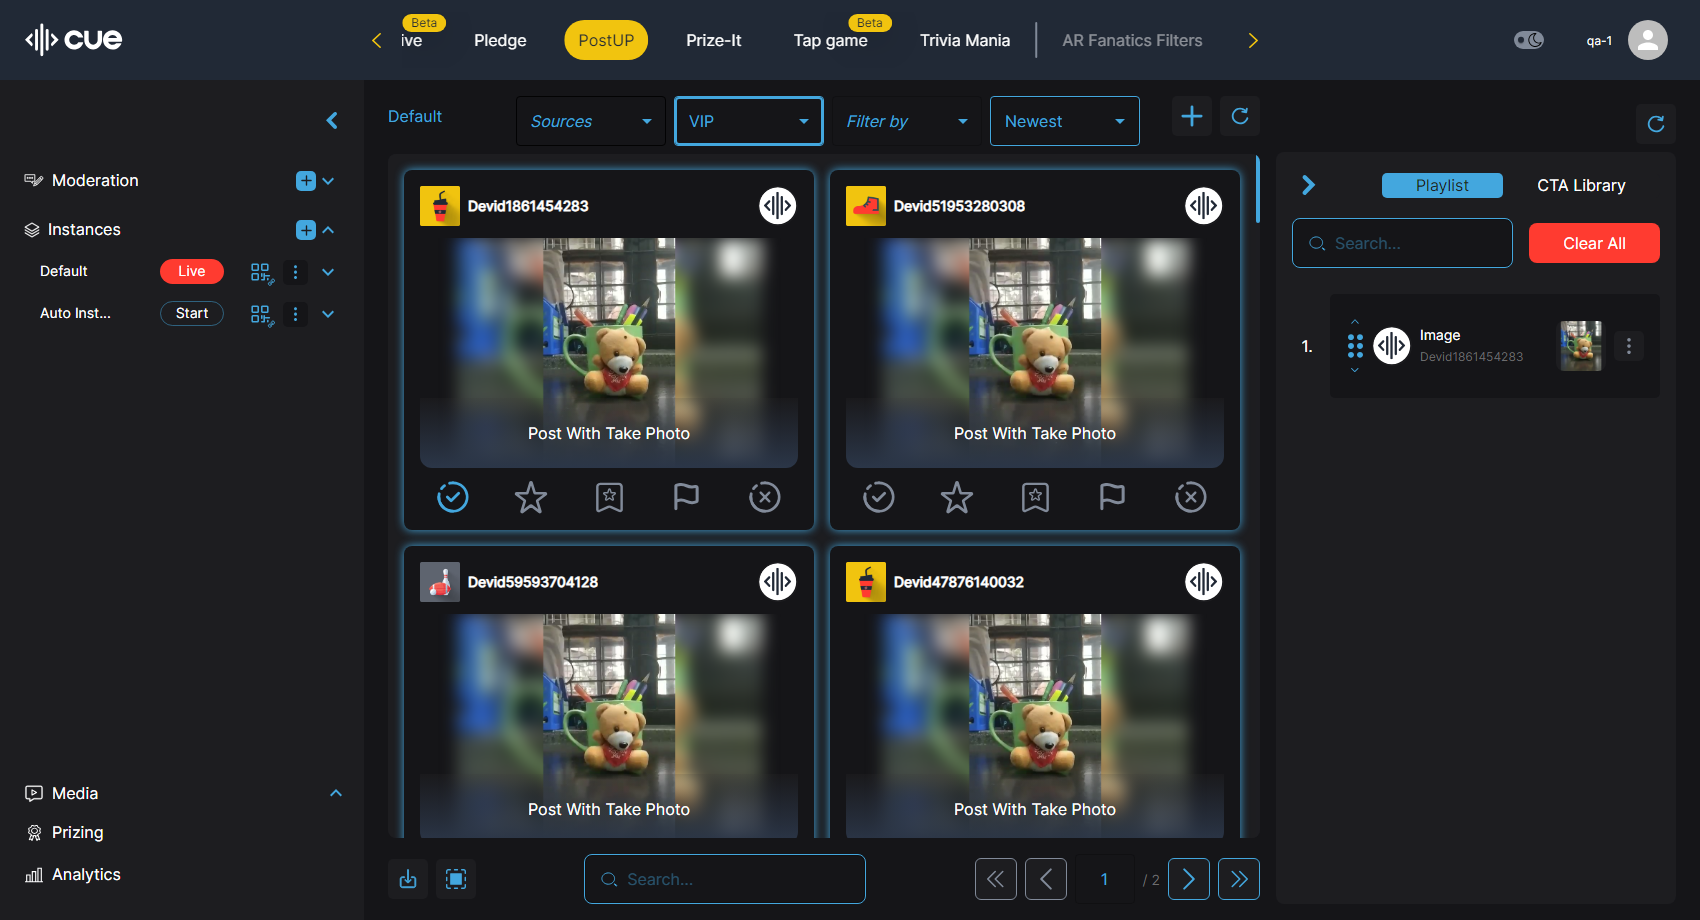 cue
Beta
ive
Pledge
PostUP
Prize-It
Beta
Tap game
Trivia Mania
AR Fanatics Filters
qa-1
Moderation
Instances
Default
Live
Auto Inst...
Start
Media
Prizing
Analytics
Default
Sources
VIP
Filter by
Newest
Devid1861454283
Post With Take Photo
Devid51953280308
Post With Take Photo
Devid59593704128
Post With Take Photo
Devid47876140032
Post With Take Photo
Search...
1
/ 2
Playlist
CTA Library
Search...
Clear All
1.
Image
Devid1861454283